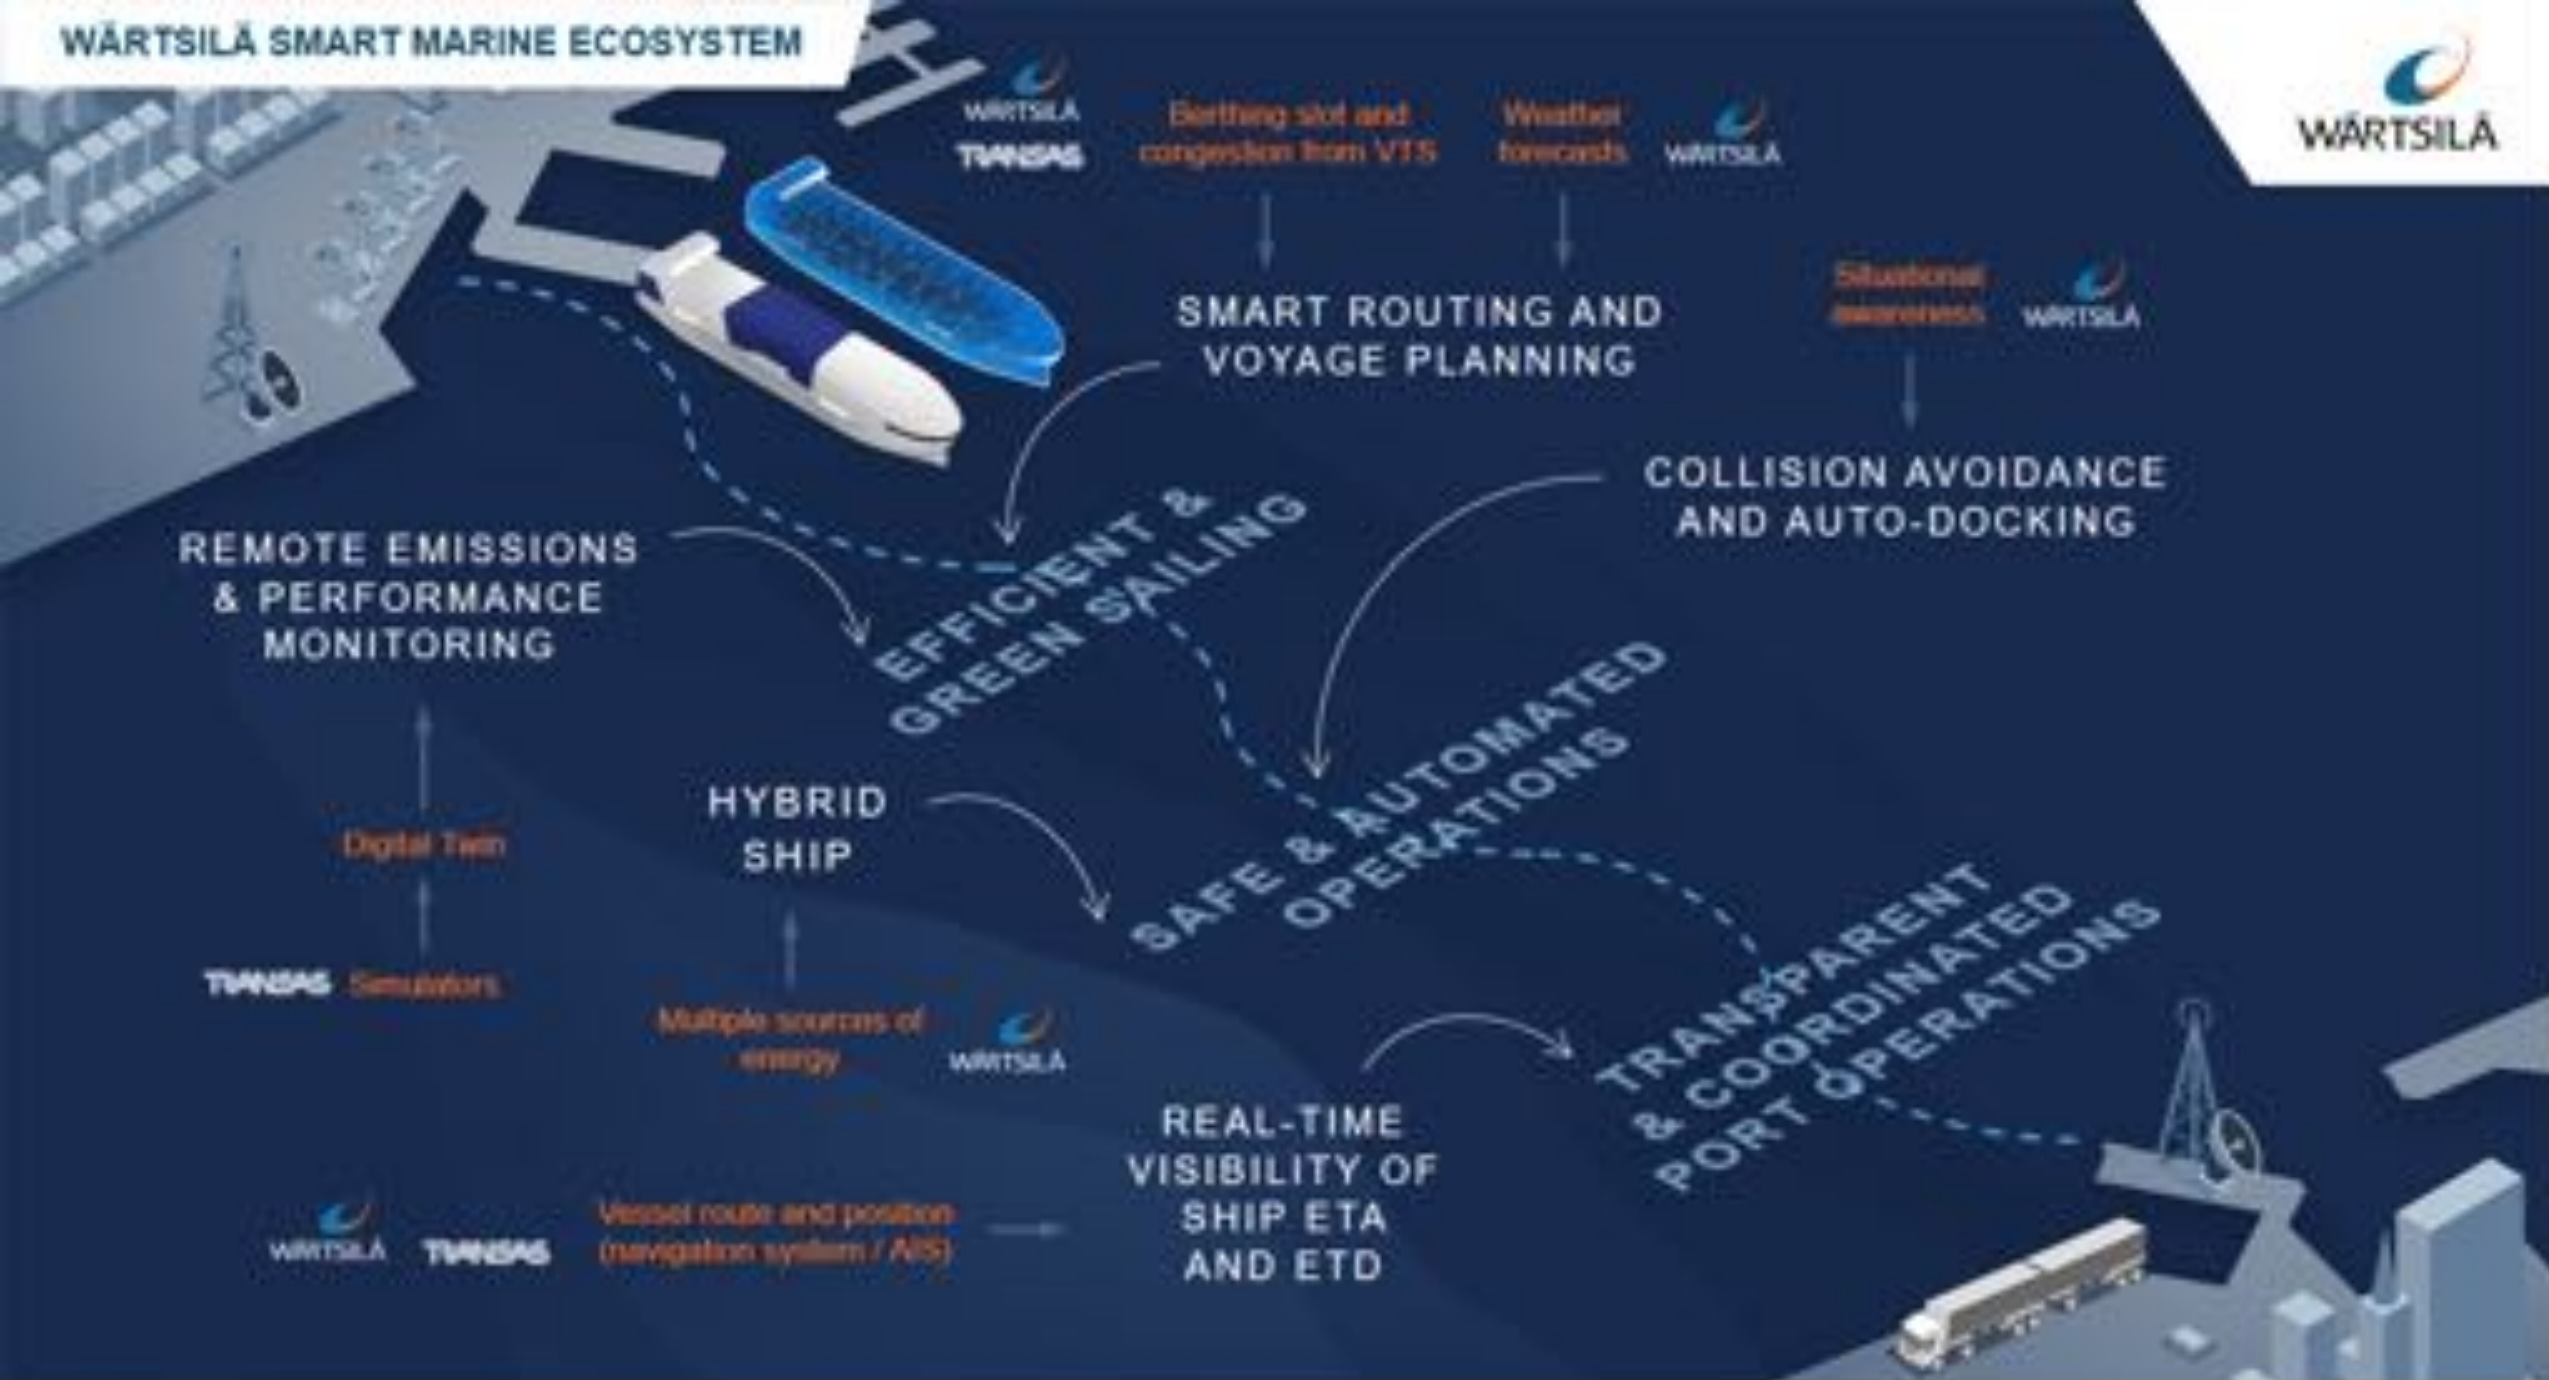 WÄRTSILÄ SMART MARINE ECOSYSTEM
WÄRTSILÄ
WÄRTSILÄ
TRANSAS
Berthing slot and
congestion from VTS
Weather
forecasts
WÄRTSILÄ
SMART ROUTING AND
VOYAGE PLANNING
Situational
awareness
WÄRTSILÄ
COLLISION AVOIDANCE
AND AUTO-DOCKING
REMOTE EMISSIONS
& PERFORMANCE
MONITORING
EFFICIENT &
GREEN SAILING
Digital Twin
TRANSAS Simulators
HYBRID
SHIP
SAFE & AUTOMATED
OPERATIONS
Multiple sources of
energy
WÄRTSILÄ
TRANSPARENT
& COORDINATED
PORT OPERATIONS
WÄRTSILÄ
TRANSAS
Vessel route and position
(navigation system / AIS)
REAL-TIME
VISIBILITY OF
SHIP ETA
AND ETD